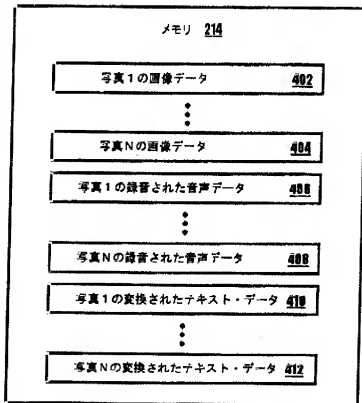 メモリ 214
写真1の画像データ 402
写真Nの画像データ 404
写真1の録音された音声データ 406
写真Nの録音された音声データ 408
写真1の変換されたテキスト・データ 410
写真Nの変換されたテキスト・データ 412